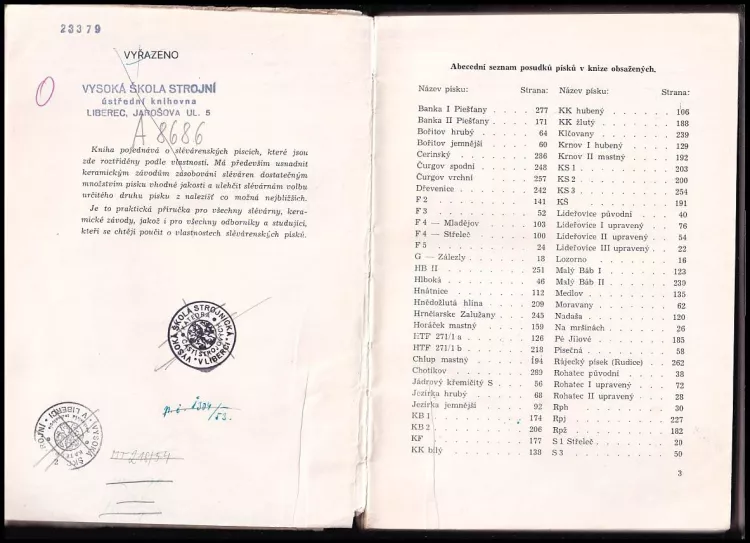 23379
VYŘAZENO
VYSOKÁ ŠKOLA STROJNÍ
ústřední knihovna
LIBEREC, JAROŠOVA UL. 5
A 8686
Kniha pojednává o slévárenských píscích, které jsou
zde roztříděny podle vlastností. Má především usnadnit
keramickým závodům zásobování sléváren dostatečným
množstvím písku vhodné jakosti a ulehčit slévárnám volbu
určitého druhu písku z nalezišť co možno nejbližších.
Je to praktická příručka pro všechny slévárny, kera-
mické závody, jakož i pro všechny odborníky a studující,
kteří se chtějí poučit o vlastnostech slévárenských písků.
VYSOKÁ ŠKOLA STROJNICKÁ
V LIBERCI
Abecední seznam posudků písků v knize obsažených.
Název písku: Strana: Název písku: Strana:
Banka I Piešťany . . . . 277 KK hubený . . . . 106
Banka II Piešťany . . . . 171 KK žlutý . . . . 188
Bořitov hrubý . . . . 64 Klčovany . . . . 239
Bořitov jemnější . . . . 60 Krnov I hubený . . . . 129
Cerinský . . . . 286 Krnov II mastný . . . . 192
Čurgov spodní . . . . 248 KS 1 . . . . 203
Čurgov vrchní . . . . 257 KS 2 . . . . 200
Dřevenice . . . . 242 KS 3 . . . . 254
F 2 . . . . 141 KŠ . . . . 191
F 3 . . . . 52 Lideřovice původní . . . . 40
F 4 — Mladějov . . . . 103 Lideřovice I upravený . . 76
F 4 — Střeleč . . . . 100 Lideřovice II upravený . . 54
F 5 . . . . 24 Lideřovice III upravený . . 22
G — Zálezly . . . . 18 Lozorno . . . . 16
HB II . . . . 251 Malý Báb I . . . . 123
Hlboká . . . . 46 Malý Báb II . . . . 239
Hnátnice . . . . 112 Medlov . . . . 135
Hnědožlutá hlína . . . . 209 Moravany . . . . 62
Hrnčiarske Zalužany . . . . 245 Nadaša . . . . 120
Horáček mastný . . . . 159 Na mršinách . . . . 26
HTF 271/1 a . . . . 126 Pě Jílové . . . . 185
HTF 271/1 b . . . . 218 Písečná . . . . 58
Chlup mastný . . . . 194 Rájecký písek (Rudice) . . 262
Chotíkov . . . . 269 Rohatec původní . . . . 38
Jádrový křemičitý S . . . . 56 Rohatec I upravený . . . . 72
Jezírka hrubý . . . . 68 Rohatec II upravený . . . . 28
Jezírka jemnější . . . . 92 Rph . . . . 30
KB 1 . . . . 174 Rpj . . . . 227
KB 2 . . . . 206 Rpž . . . . 182
KF . . . . 177 S 1 Střeleč . . . . 20
KK bílý . . . . 138 S 3 . . . . 50
3